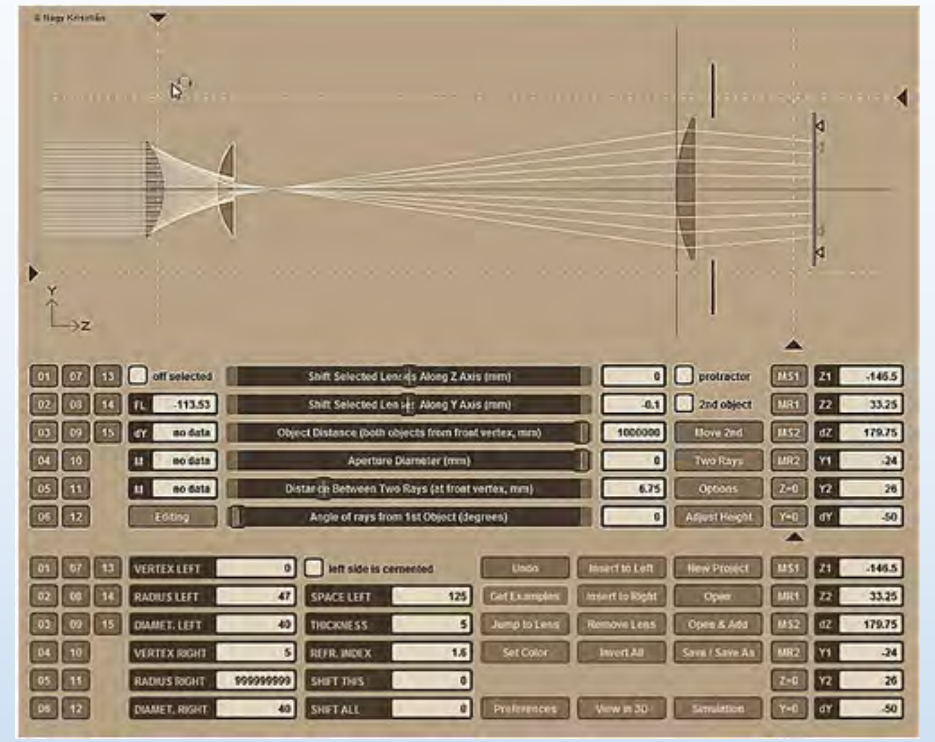 © Nagy Krisztián
Y
Z
01 07 13 off selected Shift Selected Lenses Along Z Axis (mm) 0 protractor MS1 Z1 -146.5
02 08 14 FL -113.53 Shift Selected Lenses Along Y Axis (mm) -0.1 2nd object MR1 Z2 33.25
03 09 15 dY no data Object Distance (both objects from front vertex, mm) 1000000 Move 2nd MS2 dZ 179.75
04 10 M no data Aperture Diameter (mm) 0 Two Rays MR2 Y1 -24
05 11 M no data Distance Between Two Rays (at front vertex, mm) 6.75 Options Z=0 Y2 26
06 12 Editing Angle of rays from 1st Object (degrees) 0 Adjust Height Y=0 dY -50
01 07 13 VERTEX LEFT 0 left side is cemented Undo Insert to Left New Project MS1 Z1 -146.5
02 08 14 RADIUS LEFT 47 SPACE LEFT 125 Get Examples Insert to Right Open MR1 Z2 33.25
03 09 15 DIAMET. LEFT 40 THICKNESS 5 Jump to Lens Remove Lens Open & Add MS2 dZ 179.75
04 10 VERTEX RIGHT 5 REFR. INDEX 1.6 Set Color Invert All Save / Save As MR2 Y1 -24
05 11 RADIUS RIGHT 999999999 SHIFT THIS 0 Z=0 Y2 26
06 12 DIAMET. RIGHT 40 SHIFT ALL 0 Preferences View in 3D Simulation Y=0 dY -50